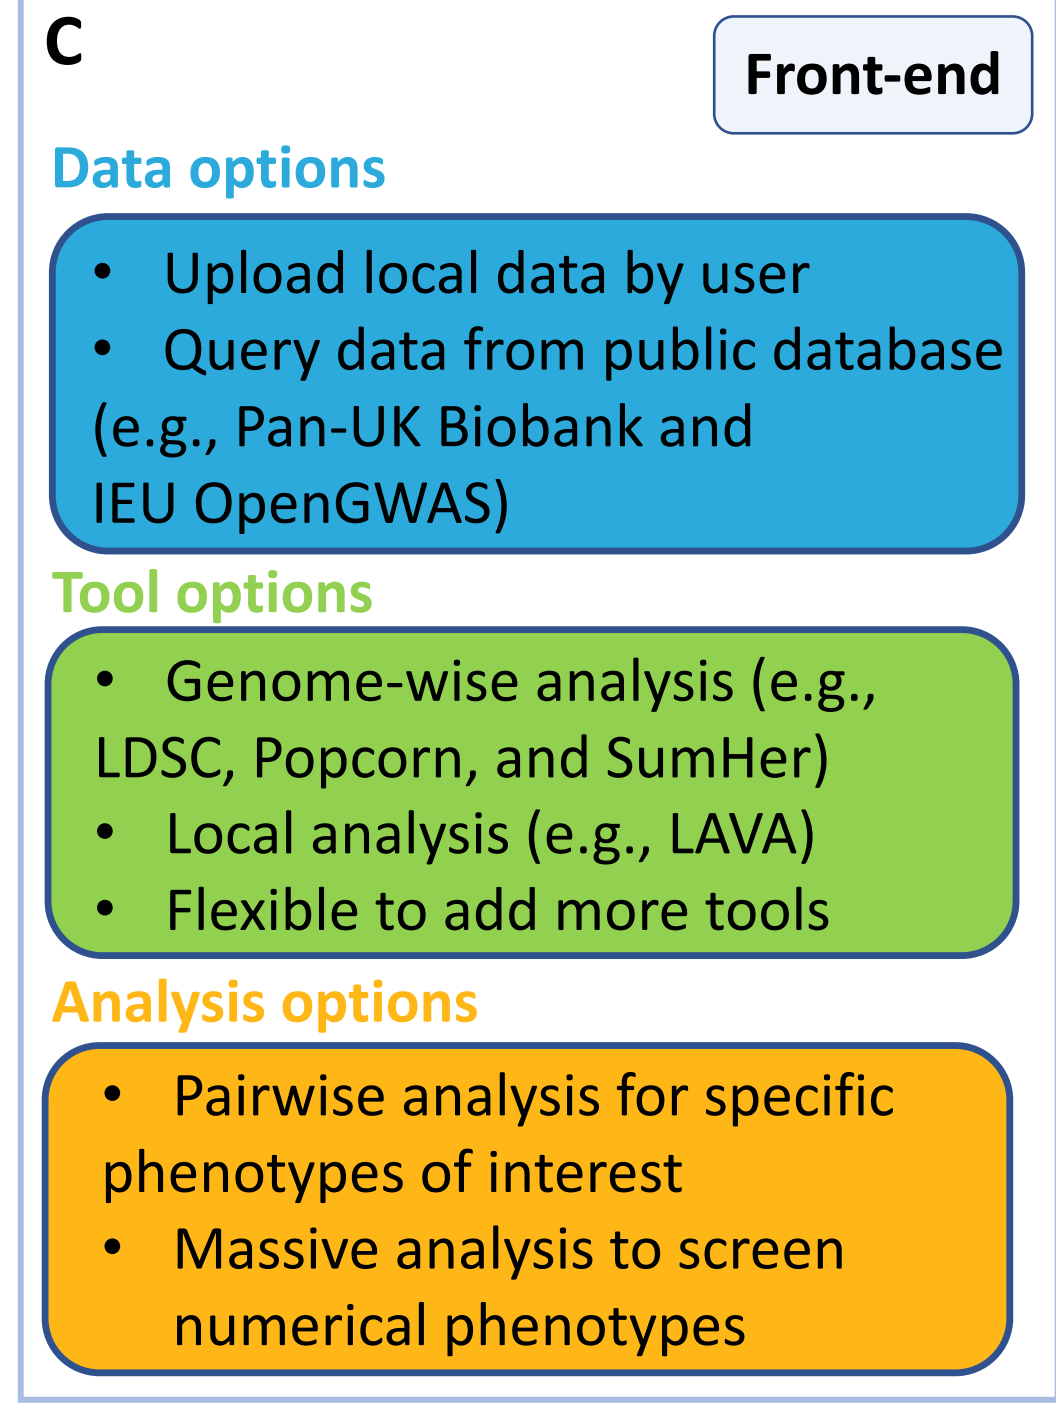 C
Front-end
Data options
• Upload local data by user
• Query data from public database
(e.g., Pan-UK Biobank and
IEU OpenGWAS)
Tool options
• Genome-wise analysis (e.g.,
LDSC, Popcorn, and SumHer)
• Local analysis (e.g., LAVA)
• Flexible to add more tools
Analysis options
• Pairwise analysis for specific
phenotypes of interest
• Massive analysis to screen
numerical phenotypes